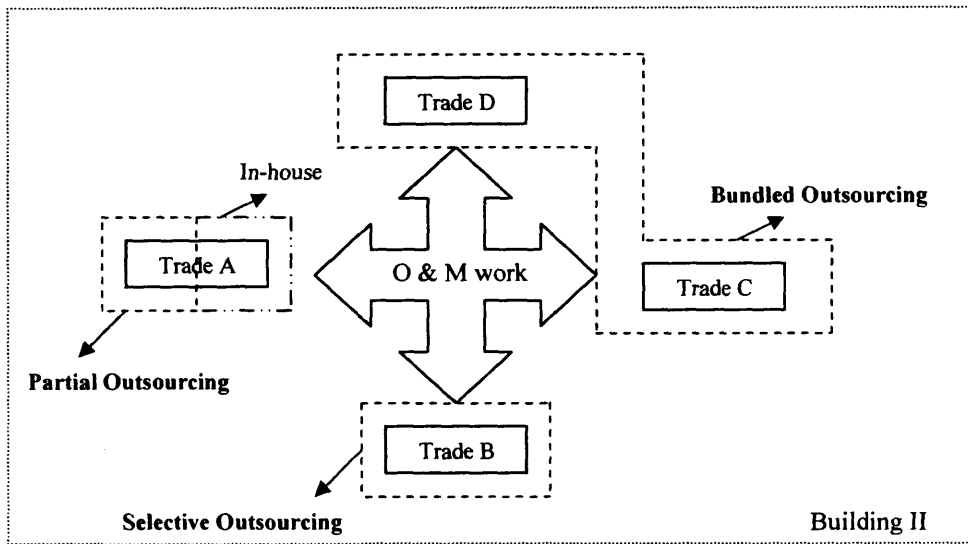 Trade D
In-house
Bundled Outsourcing
Trade A
O & M work
Trade C
Partial Outsourcing
Trade B
Selective Outsourcing
Building II